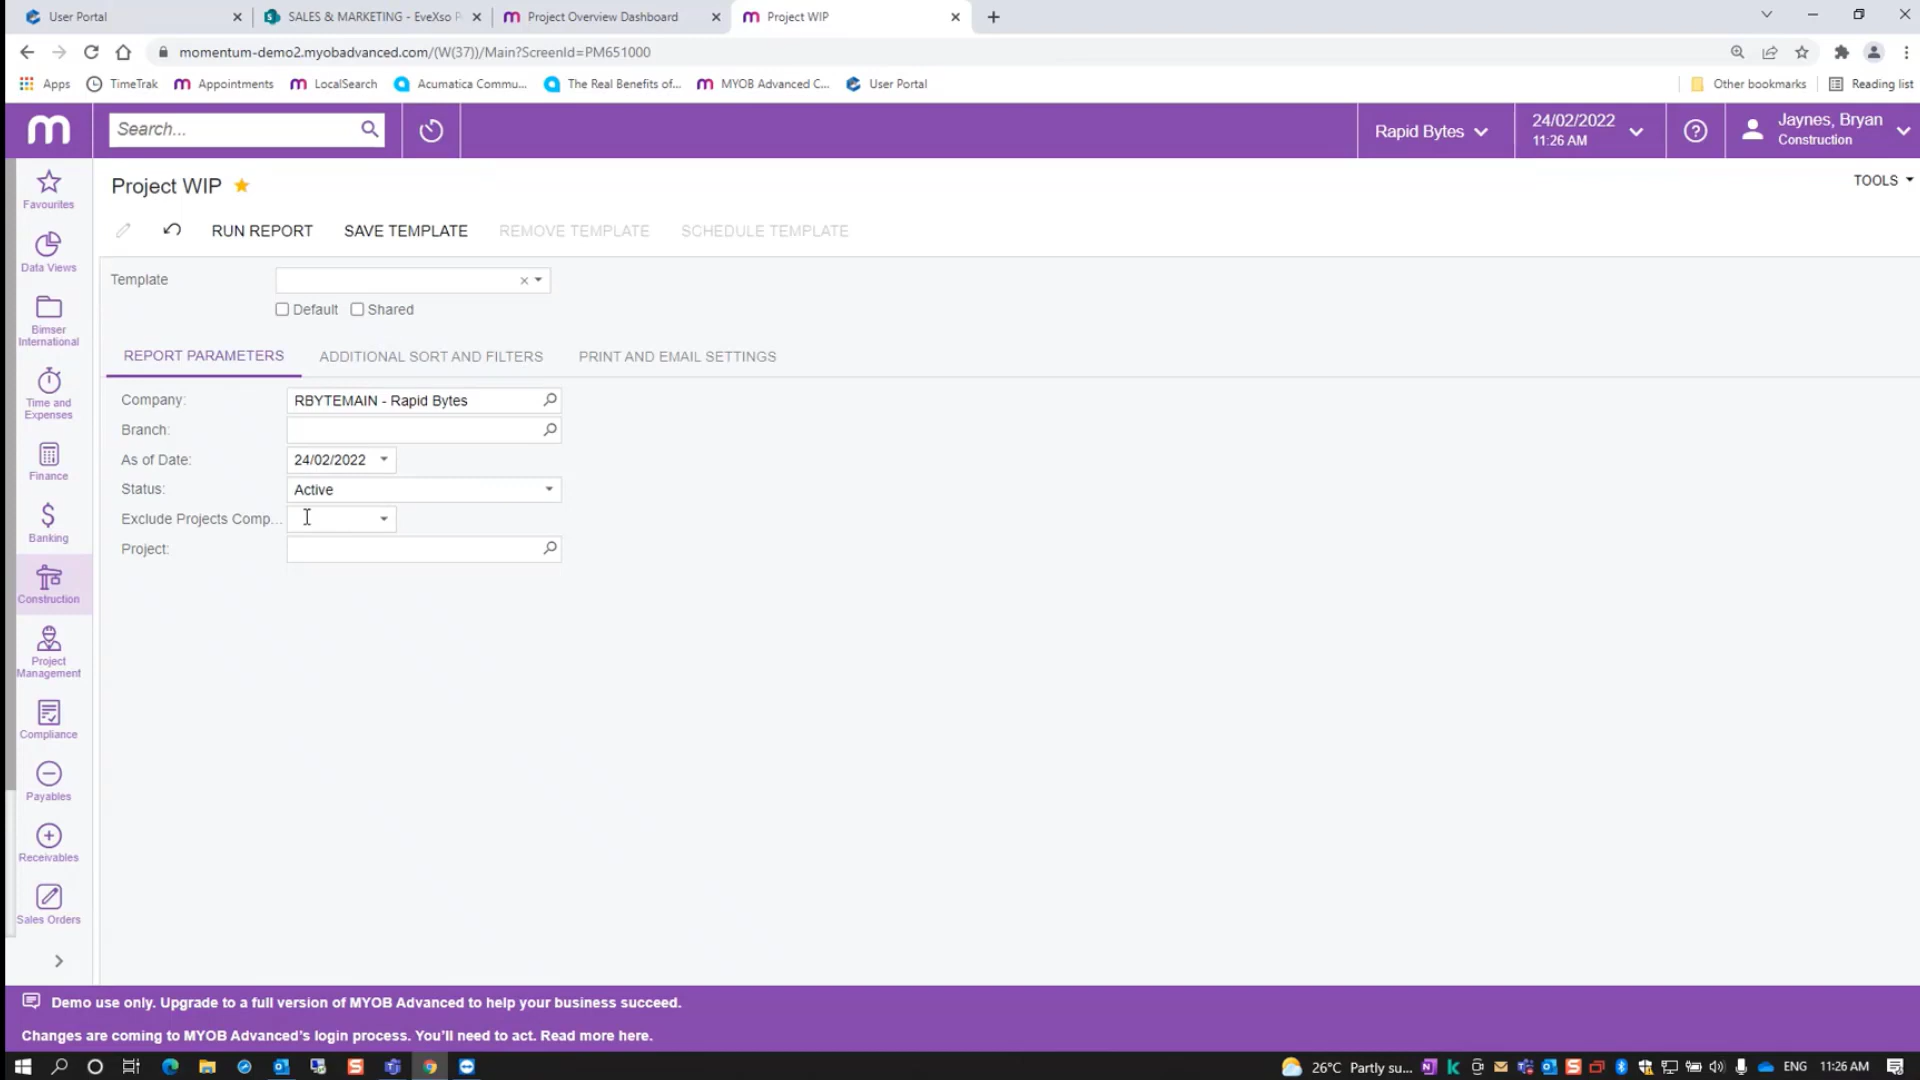 User Portal
SALES & MARKETING - EveXso P
Project Overview Dashboard
Project WIP
momentum-demo2.myobadvanced.com/(W(37))/Main?ScreenId=PM651000
Apps
TimeTrak
Appointments
LocalSearch
Acumatica Commu...
The Real Benefits of...
MYOB Advanced C...
User Portal
Other bookmarks
Reading list
Search...
Rapid Bytes
24/02/2022
11:26 AM
Jaynes, Bryan
Construction
Project WIP
TOOLS
RUN REPORT
SAVE TEMPLATE
REMOVE TEMPLATE
SCHEDULE TEMPLATE
Template
Default
Shared
REPORT PARAMETERS
ADDITIONAL SORT AND FILTERS
PRINT AND EMAIL SETTINGS
Company:
RBYTEMAIN - Rapid Bytes
Branch:
As of Date:
24/02/2022
Status:
Active
Exclude Projects Comp...
Project:
Favourites
Data Views
Bimser
International
Time and
Expenses
Finance
Banking
Construction
Project
Management
Compliance
Payables
Receivables
Sales Orders
Demo use only. Upgrade to a full version of MYOB Advanced to help your business succeed.
Changes are coming to MYOB Advanced's login process. You'll need to act. Read more here.
26°C Partly su...
ENG
11:26 AM